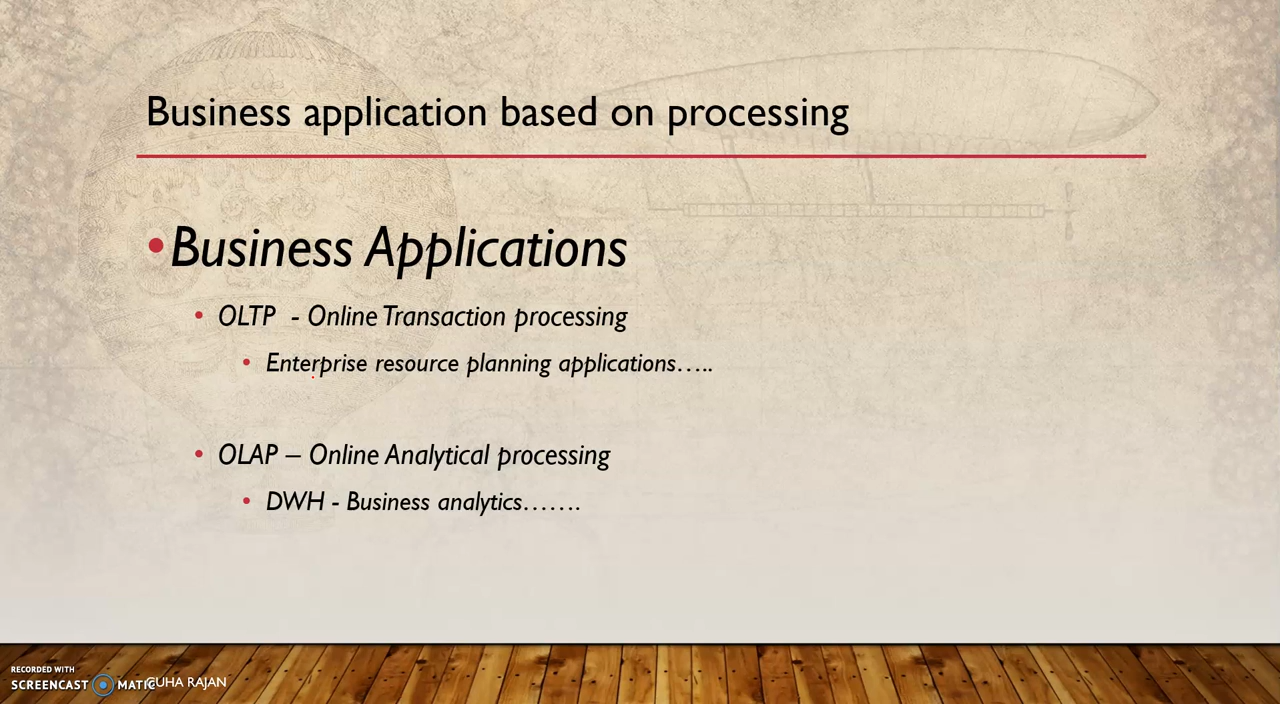 Business application based on processing
•Business Applications
• OLTP - Online Transaction processing
• Enterprise resource planning applications.....
• OLAP – Online Analytical processing
• DWH - Business analytics.......
RECORDED WITH
SCREENCAST MATIC
GUHA RAJAN